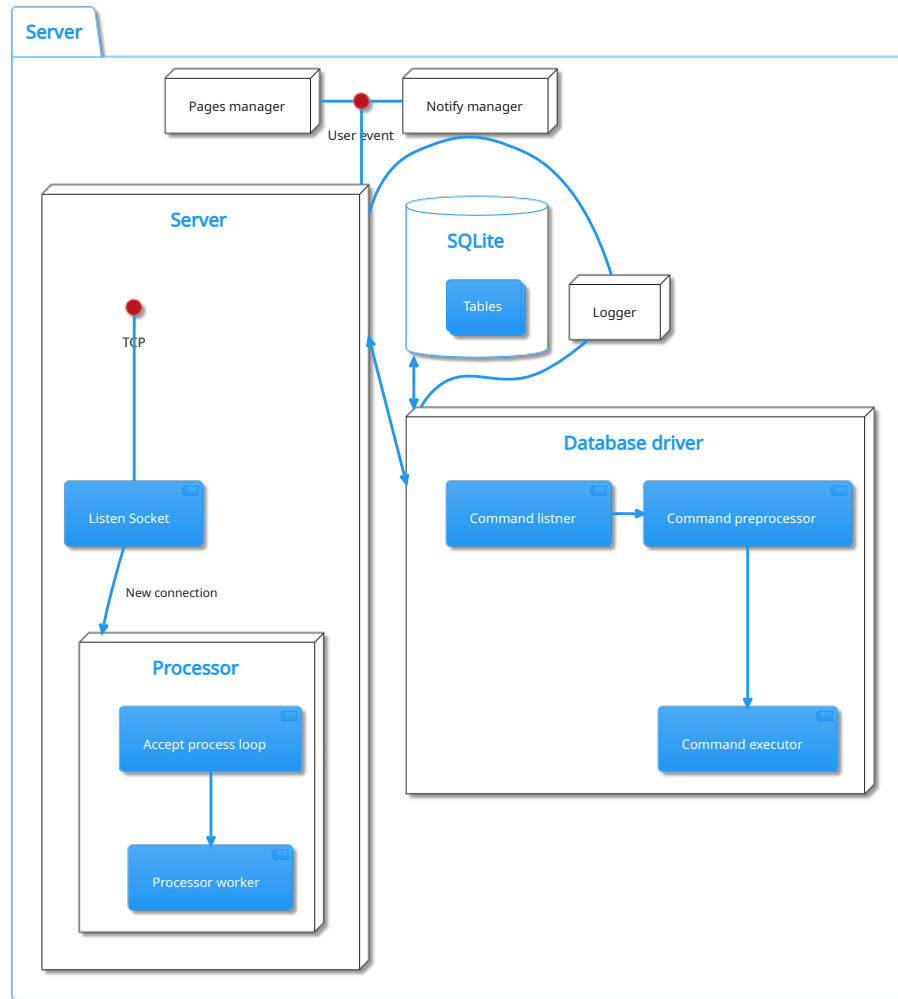 Server
Pages manager
Notify manager
User event
Server
SQLite
Tables
Logger
TCP
Database driver
Listen Socket
Command listner
Command preprocessor
New connection
Processor
Accept process loop
Command executor
Processor worker